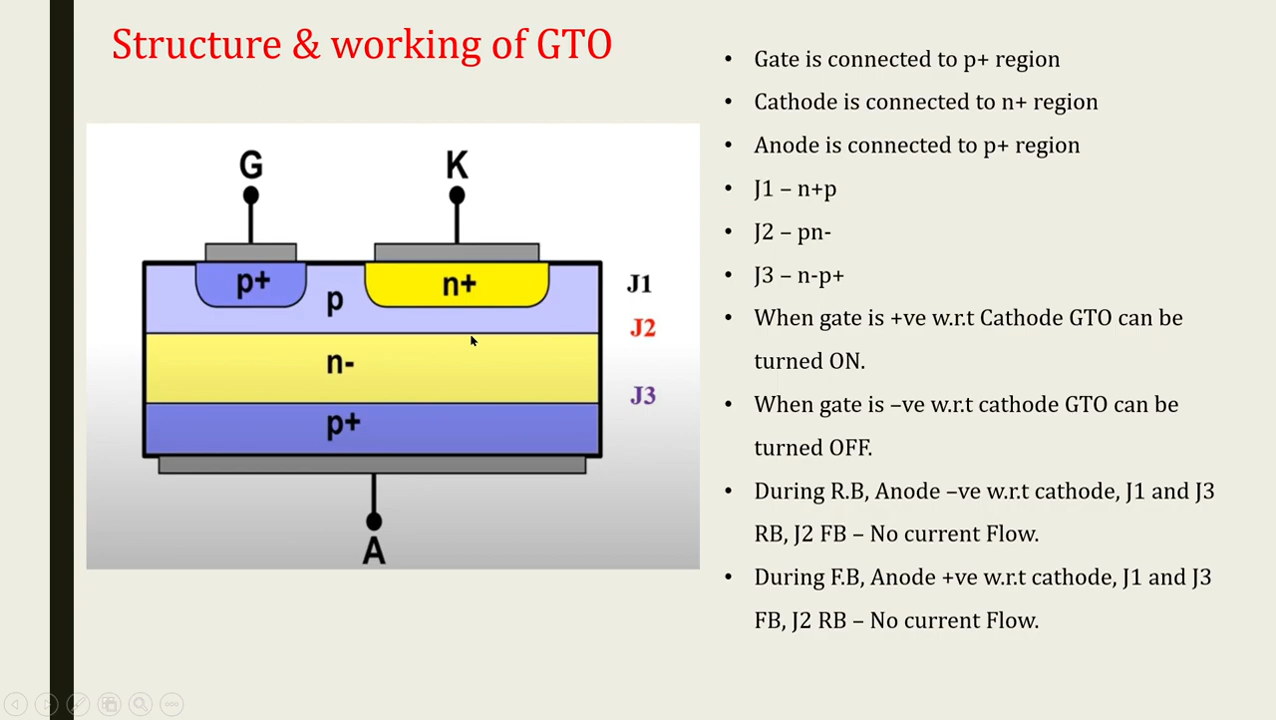 Structure & working of GTO
G
K
p+
n+
p
n-
p+
J1
J2
J3
A
• Gate is connected to p+ region
• Cathode is connected to n+ region
• Anode is connected to p+ region
• J1 – n+p
• J2 – pn-
• J3 – n-p+
• When gate is +ve w.r.t Cathode GTO can be
turned ON.
• When gate is –ve w.r.t cathode GTO can be
turned OFF.
• During R.B, Anode –ve w.r.t cathode, J1 and J3
RB, J2 FB – No current Flow.
• During F.B, Anode +ve w.r.t cathode, J1 and J3
FB, J2 RB – No current Flow.